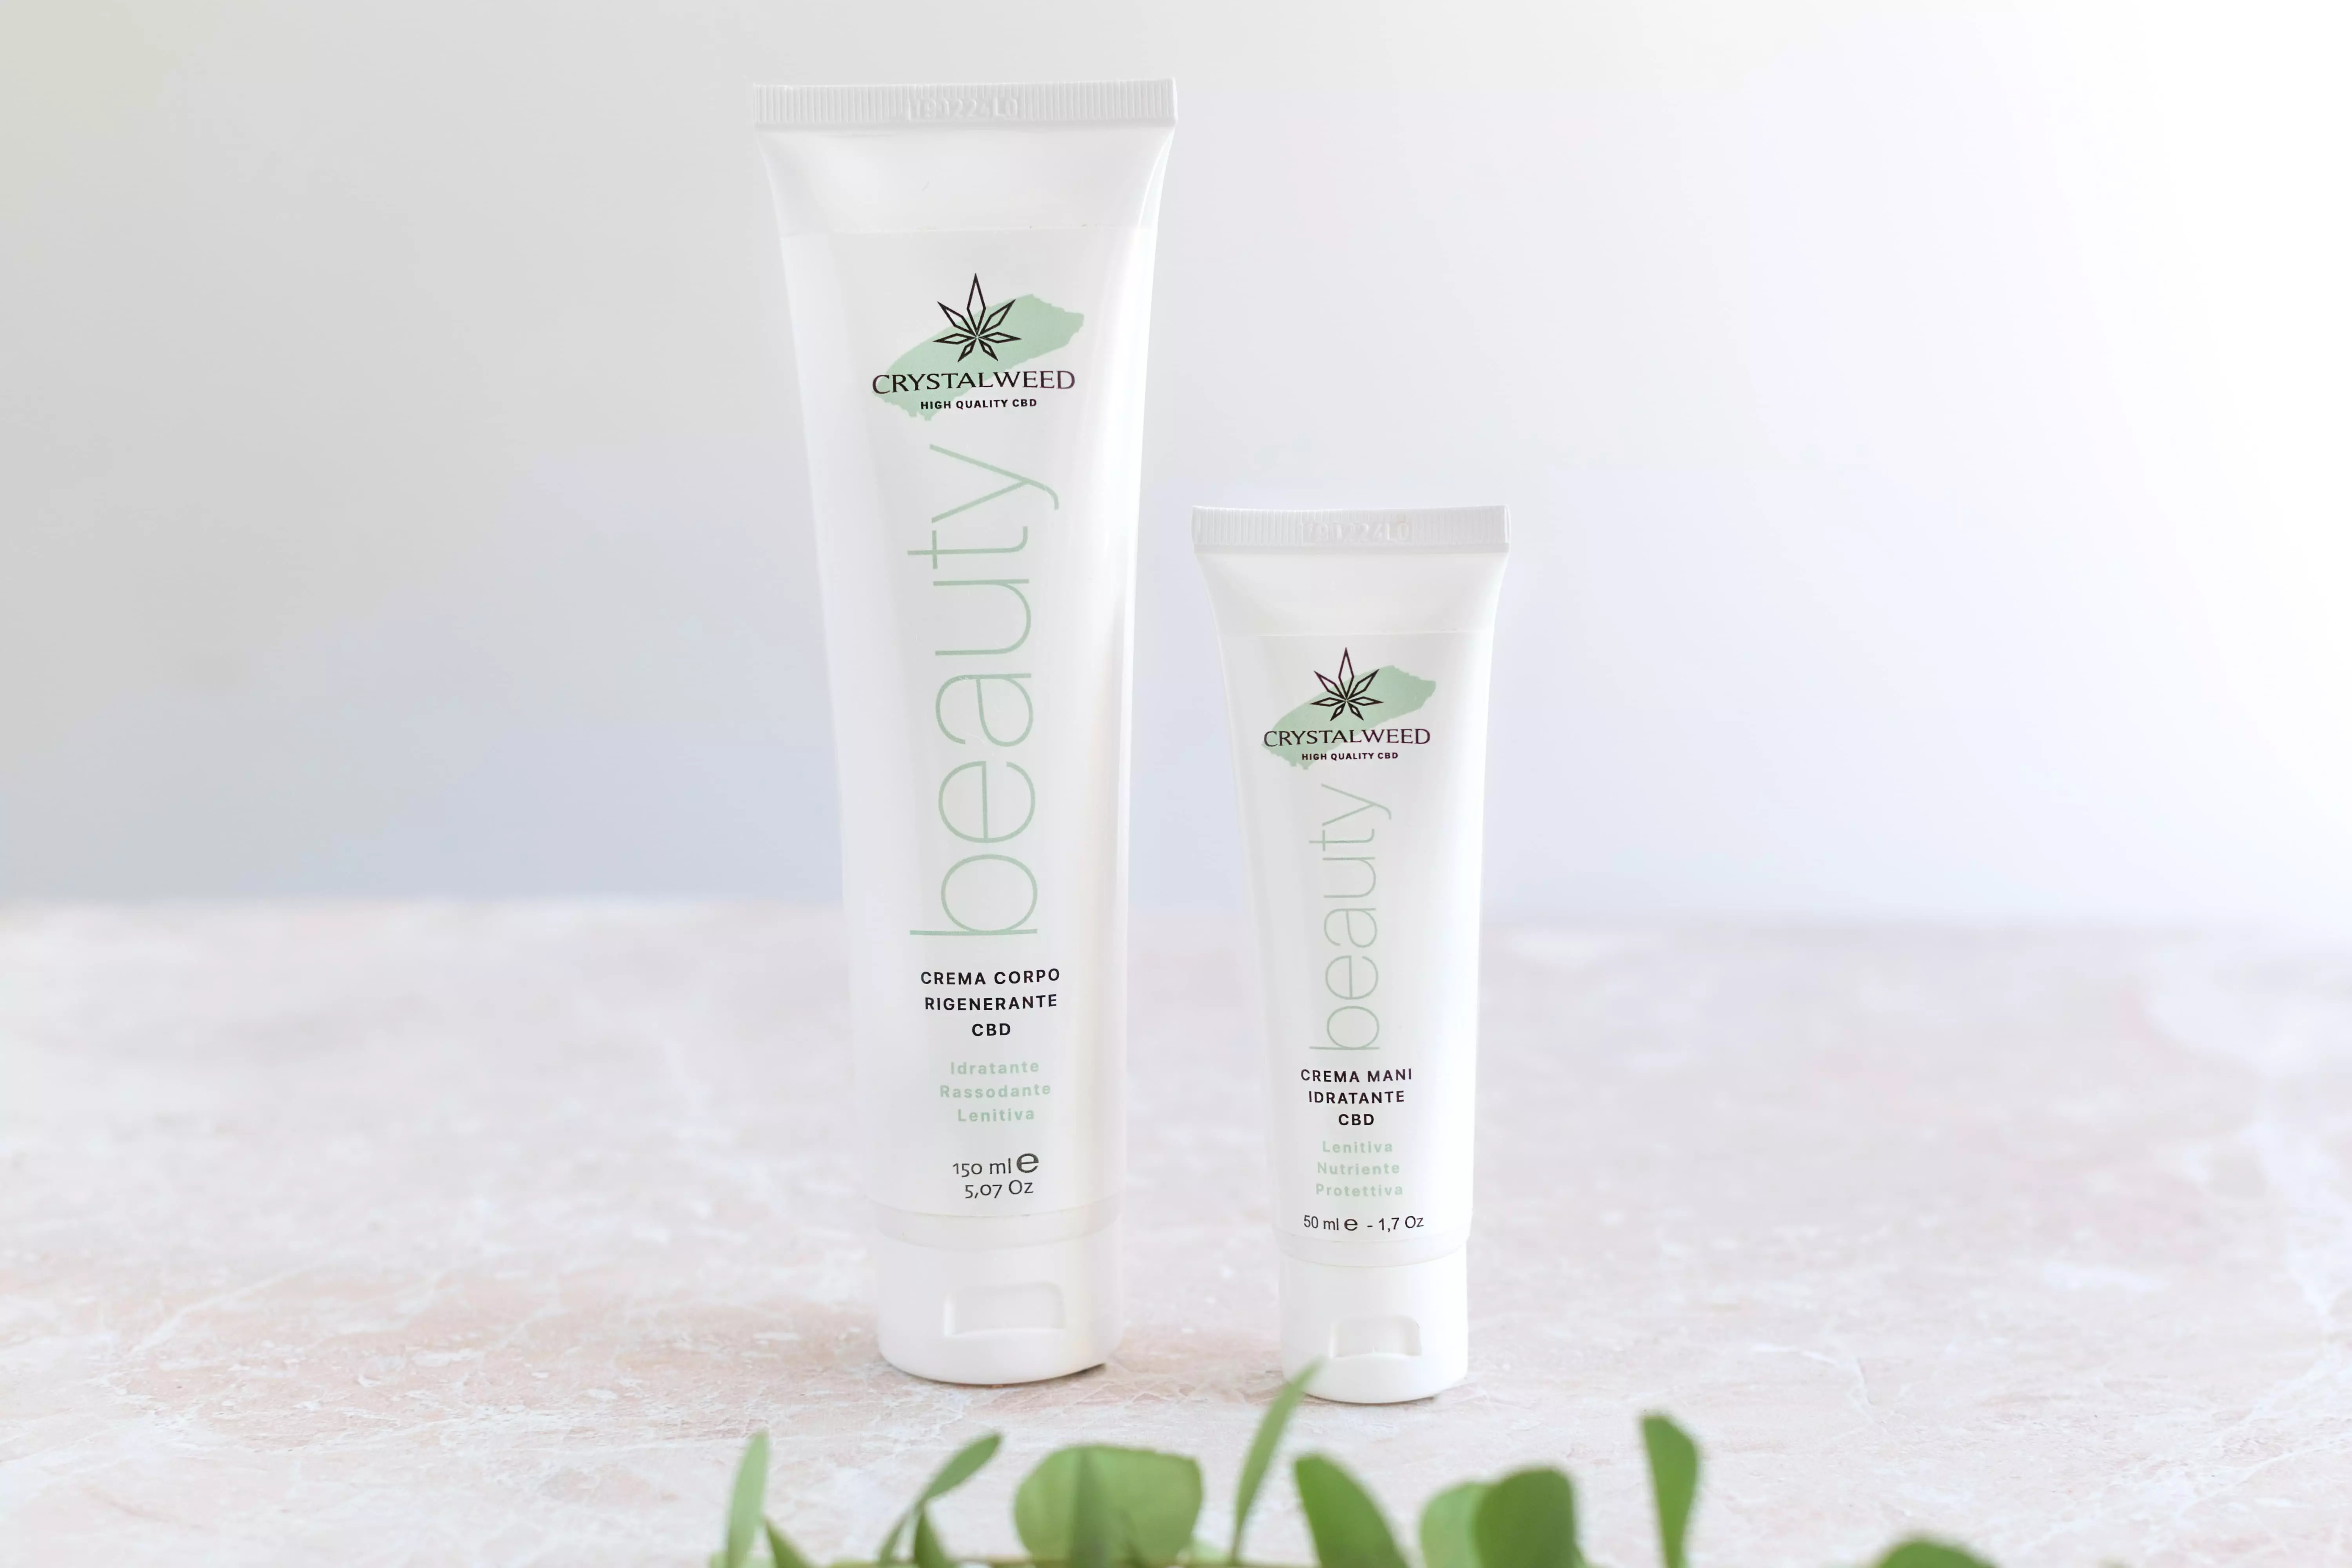 CRYSTALWEED
HIGH QUALITY CBD
beauty
CREMA CORPO
RIGENERANTE
CBD
Idratante
Rassodante
Lenitiva
150 ml e
5,07 Oz
CRYSTALWEED
HIGH QUALITY CBD
beauty
CREMA MANI
IDRATANTE
CBD
Lenitiva
Nutriente
Protettiva
50 ml e - 1,7 Oz